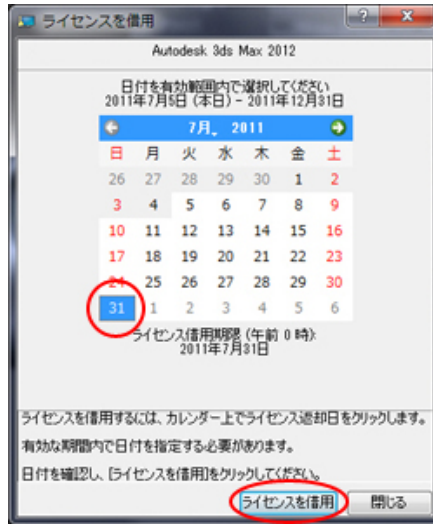 ライセンスを借用
Autodesk 3ds Max 2012
日付を有効範囲内で選択してください
2011年7月5日 (本日) - 2011年12月31日
7月, 2011
日 月 火 水 木 金 土
26 27 28 29 30 1 2
3 4 5 6 7 8 9
10 11 12 13 14 15 16
17 18 19 20 21 22 23
24 25 26 27 28 29 30
31 1 2 3 4 5 6
ライセンス借用期限 (午前 0 時):
2011年7月31日
ライセンスを借用するには、カレンダー上でライセンス返却日をクリックします。
有効な期間内で日付を指定する必要があります。
日付を確認し、[ライセンスを借用]をクリックしてください。
ライセンスを借用 閉じる